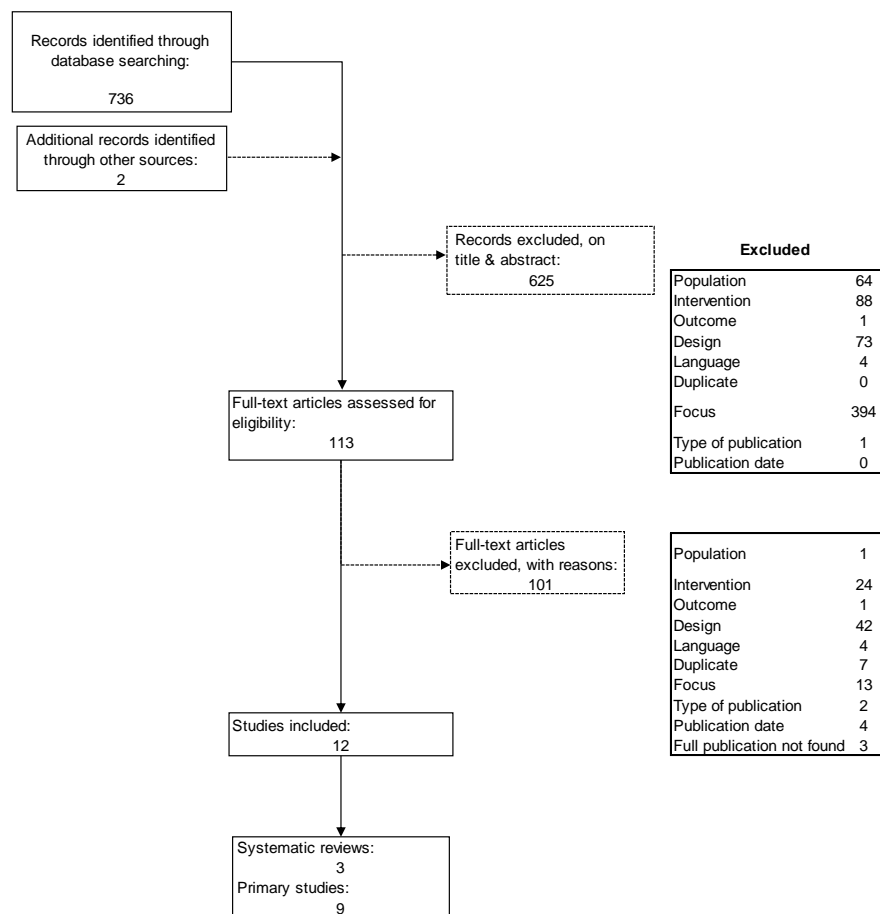 Records identified through
database searching:
736
Additional records identified
through other sources:
2
Records excluded, on
title & abstract:
625
Excluded
Population 64
Intervention 88
Outcome 1
Design 73
Language 4
Duplicate 0
Focus 394
Type of publication 1
Publication date 0
Full-text articles assessed for
eligibility:
113
Full-text articles
excluded, with reasons:
101
Population 1
Intervention 24
Outcome 1
Design 42
Language 4
Duplicate 7
Focus 13
Type of publication 2
Publication date 4
Full publication not found 3
Studies included:
12
Systematic reviews:
3
Primary studies:
9